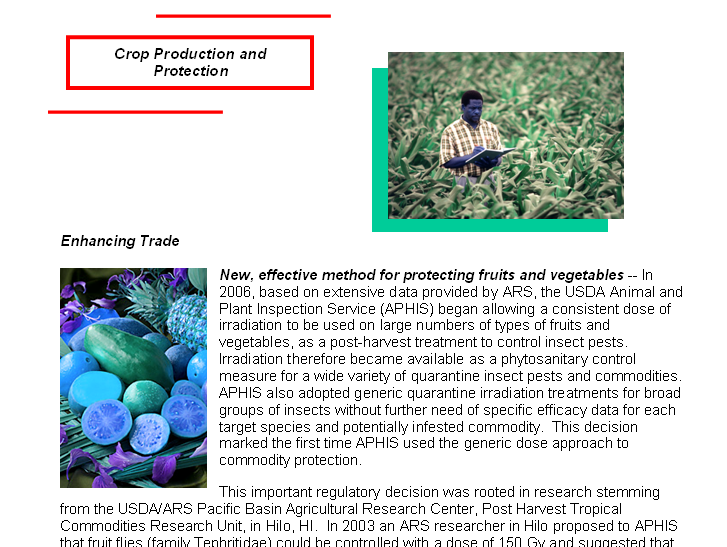 Crop Production and
Protection
Enhancing Trade
New, effective method for protecting fruits and vegetables -- In
2006, based on extensive data provided by ARS, the USDA Animal and
Plant Inspection Service (APHIS) began allowing a consistent dose of
irradiation to be used on large numbers of types of fruits and
vegetables, as a post-harvest treatment to control insect pests.
Irradiation therefore became available as a phytosanitary control
measure for a wide variety of quarantine insect pests and commodities.
APHIS also adopted generic quarantine irradiation treatments for broad
groups of insects without further need of specific efficacy data for each
target species and potentially infested commodity.  This decision
marked the first time APHIS used the generic dose approach to
commodity protection.
This important regulatory decision was rooted in research stemming
from the USDA/ARS Pacific Basin Agricultural Research Center, Post Harvest Tropical
Commodities Research Unit, in Hilo, HI.  In 2003 an ARS researcher in Hilo proposed to APHIS
that fruit flies (family Tephritidae) could be controlled with a dose of 150 Gy and suggested that